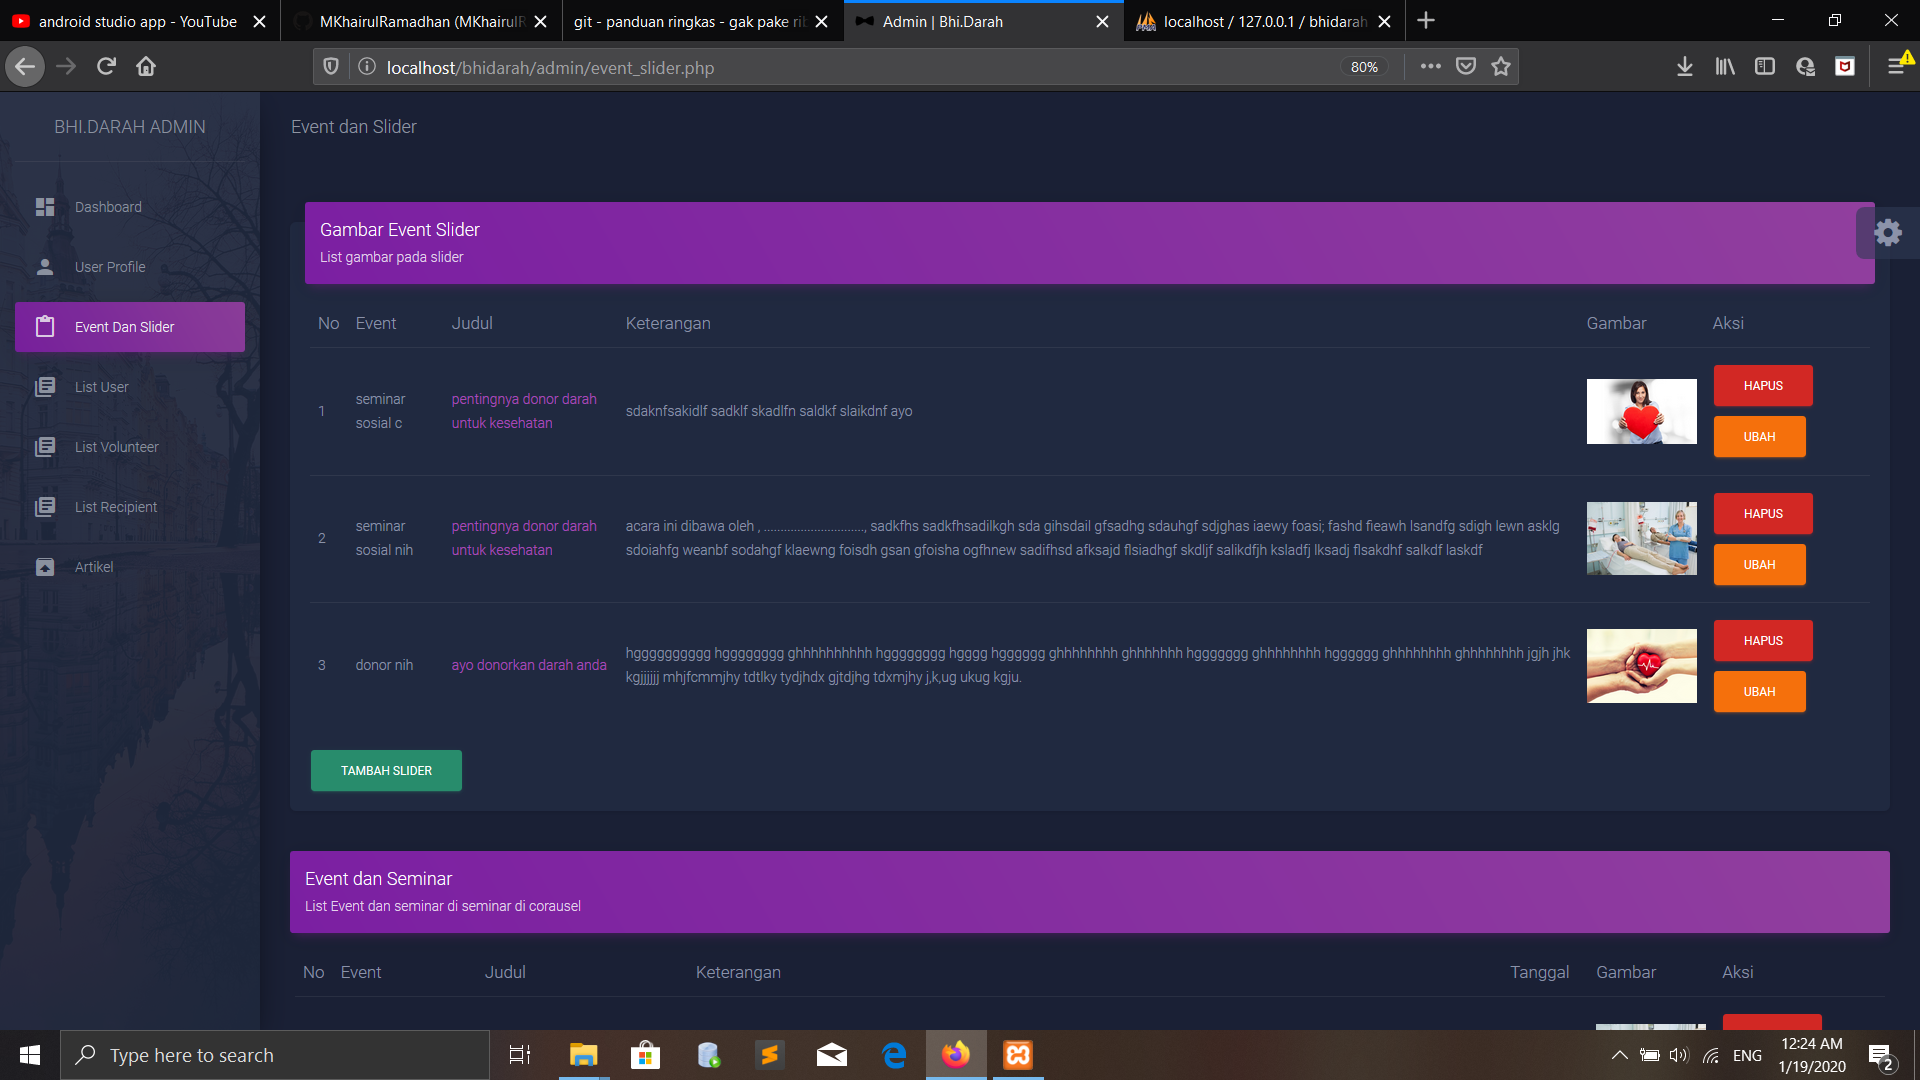 android studio app - YouTube
MKhairulRamadhan (MKhairulR
git - panduan ringkas - gak pake rib
Admin | Bhi.Darah
localhost / 127.0.0.1 / bhidarah
localhost/bhidarah/admin/event_slider.php
80%
BHI.DARAH ADMIN
Dashboard
User Profile
Event Dan Slider
List User
List Volunteer
List Recipient
Artikel
Event dan Slider
Gambar Event Slider
List gambar pada slider
No Event Judul Keterangan Gambar Aksi
1 seminar sosial c pentingnya donor darah untuk kesehatan sdaknfsakidlf sadklf skadlfn saldkf slaikdnf ayo
HAPUS
UBAH
2 seminar sosial nih pentingnya donor darah untuk kesehatan
acara ini dibawa oleh , .............................., sadkfhs sadkfhsadilkgh sda gihsdail gfsadhg sdauhgf sdjghas iaewy foasi; fashd fieawh lsandfg sdigh lewn asklg
sdoiahfg weanbf sodahgf klaewng foisdh gsan gfoisha ogfhnew sadifhsd afksajd flsiadhgf skdljf salikdfjh ksladfj lksadj flsakdhf salkdf laskdf
HAPUS
UBAH
3 donor nih ayo donorkan darah anda
hgggggggggg hgggggggg ghhhhhhhhhh hgggggggg hgggg hgggggg ghhhhhhhh ghhhhhhh hggggggg ghhhhhhhh hgggggg ghhhhhhhh ghhhhhhhh jgjh jhk
kgjjjjjj mhjfcmmjhy tdtlky tydjhdx gjtdjhg tdxmjhy j,k,ug ukug kgju.
HAPUS
UBAH
TAMBAH SLIDER
Event dan Seminar
List Event dan seminar di seminar di corausel
No Event Judul Keterangan Tanggal Gambar Aksi
Type here to search
ENG
12:24 AM
1/19/2020
2